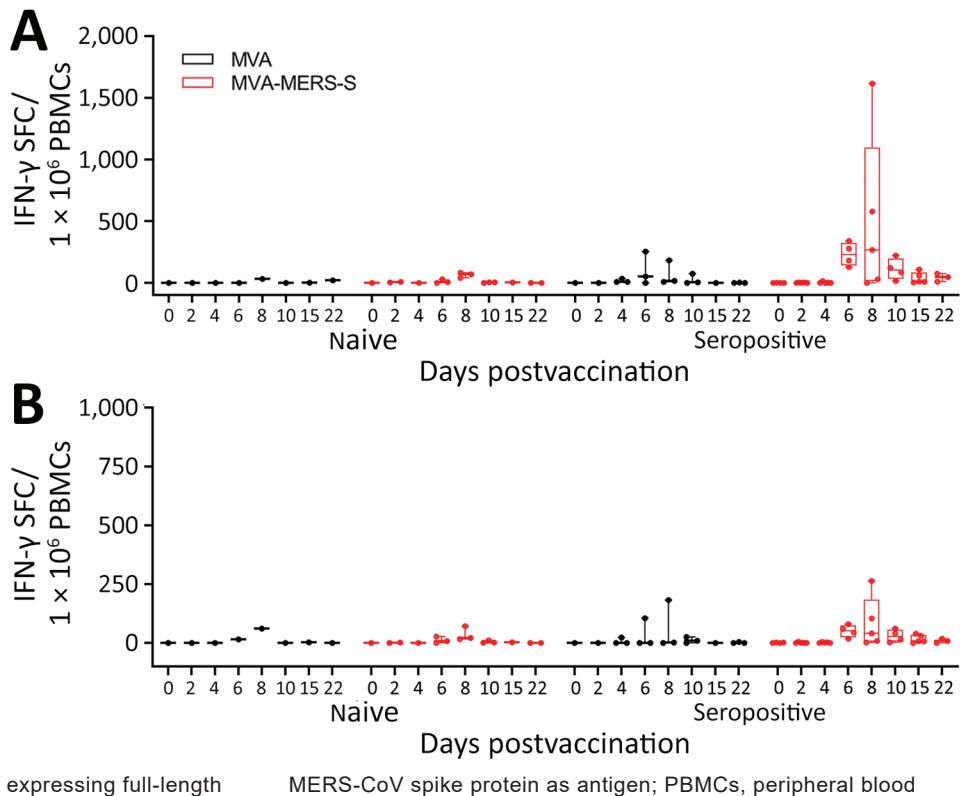 A
2,000
1,500
1,000
500
0
IFN-γ SFC/
1 × 10⁶ PBMCs
MVA
MVA-MERS-S
0 2 4 6 8 10 15 22 0 2 4 6 8 10 15 22 0 2 4 6 8 10 15 22 0 2 4 6 8 10 15 22
Naive Seropositive
Days postvaccination
B
1,000
750
500
250
0
IFN-γ SFC/
1 × 10⁶ PBMCs
0 2 4 6 8 10 15 22 0 2 4 6 8 10 15 22 0 2 4 6 8 10 15 22 0 2 4 6 8 10 15 22
Naive Seropositive
Days postvaccination
expressing full-length MERS-CoV spike protein as antigen; PBMCs, peripheral blood